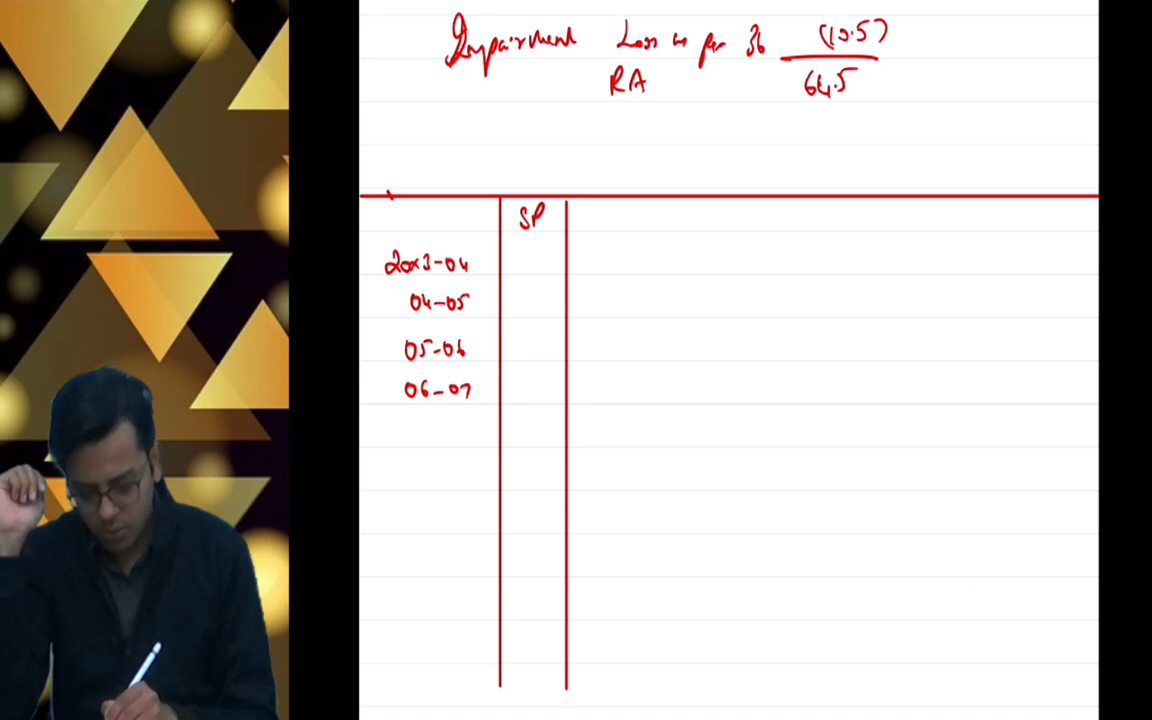 Impairment Loss as per 36 (10.5)
RA 64.5
SP
20x3-04
04-05
05-06
06-07